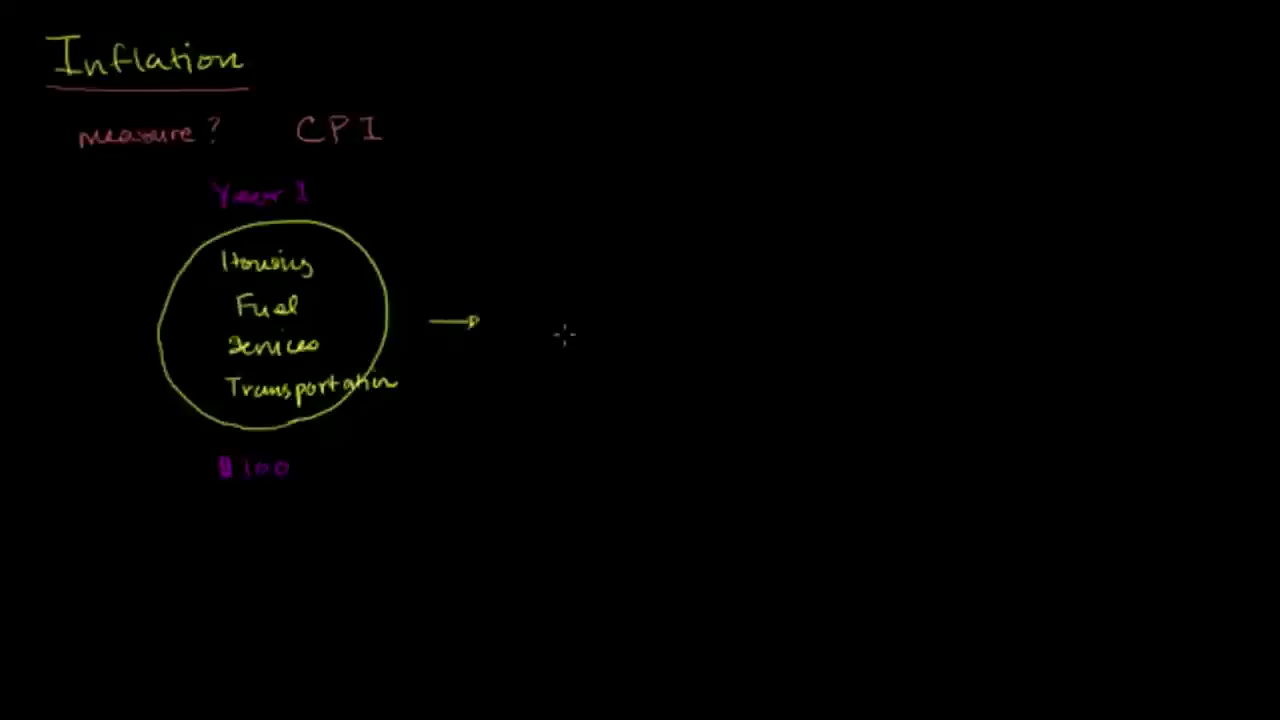 Inflation
measure? CPI
Year 1
Housing
Fuel
Services
Transportation
$100